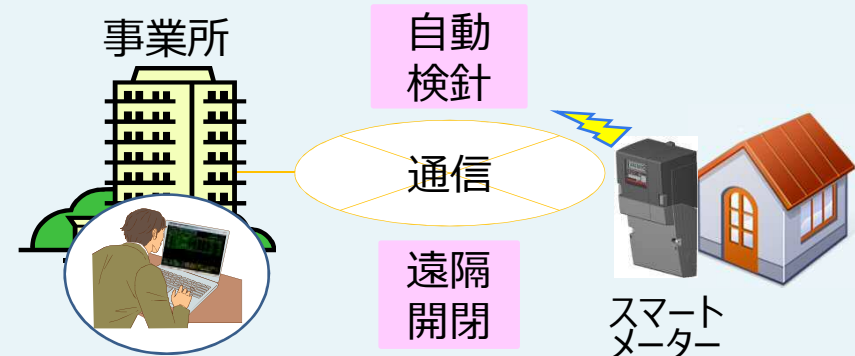 事業所
自動
検針
通信
遠隔
開閉
スマート
メーター